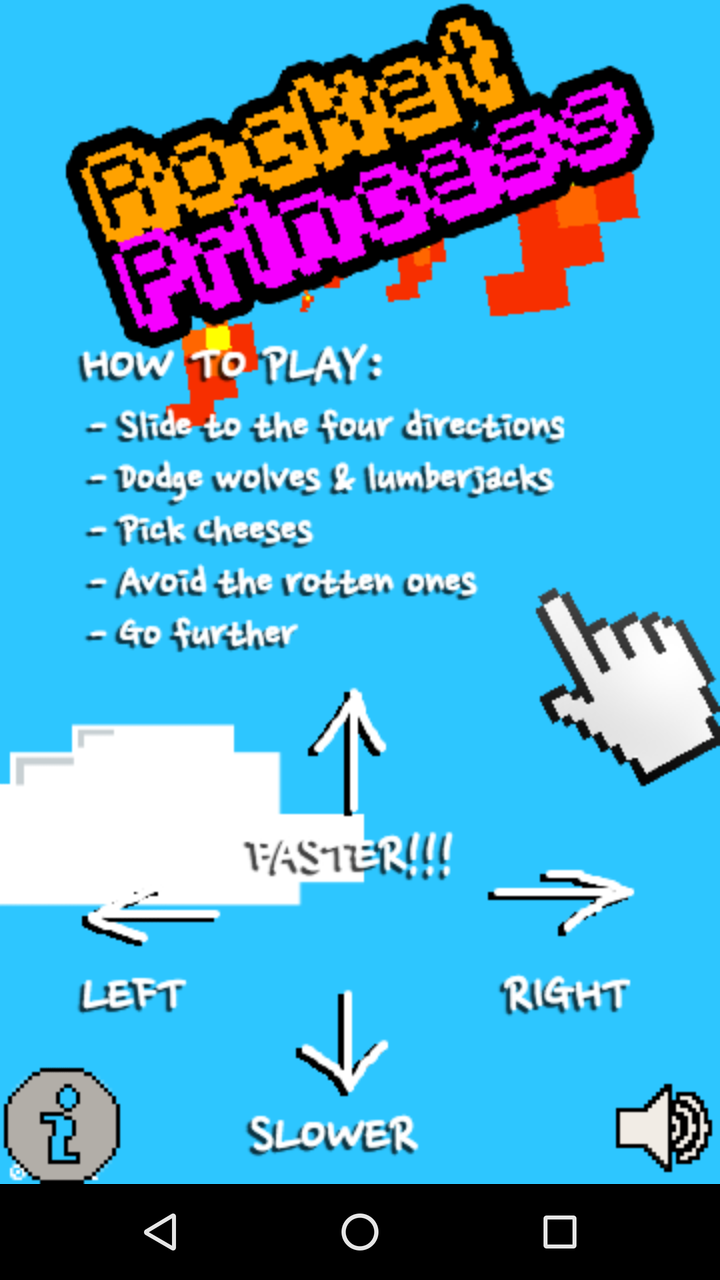 Rocket
Princess
HOW TO PLAY:
- Slide to the four directions
- Dodge wolves & lumberjacks
- Pick cheeses
- Avoid the rotten ones
- Go further
FASTER!!!
LEFT
RIGHT
SLOWER